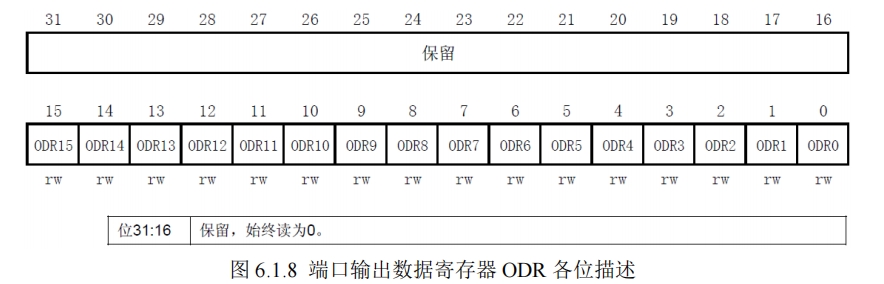 31 30 29 28 27 26 25 24 23 22 21 20 19 18 17 16
保留
15 14 13 12 11 10 9 8 7 6 5 4 3 2 1 0
ODR15 ODR14 ODR13 ODR12 ODR11 ODR10 ODR9 ODR8 ODR7 ODR6 ODR5 ODR4 ODR3 ODR2 ODR1 ODR0
rw rw rw rw rw rw rw rw rw rw rw rw rw rw rw rw
位31:16 保留，始终读为0。
图 6.1.8 端口输出数据寄存器 ODR 各位描述